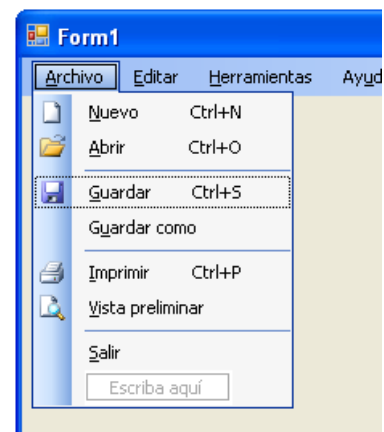 Form1
Archivo Editar Herramientas Ayud
Nuevo Ctrl+N
Abrir Ctrl+O
Guardar Ctrl+S
Guardar como
Imprimir Ctrl+P
Vista preliminar
Salir
Escriba aquí